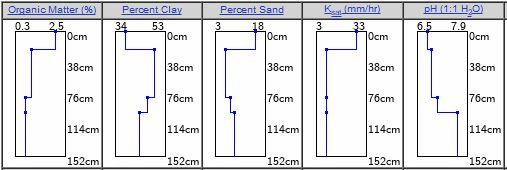 Organic Matter (%) Percent Clay Percent Sand Ksat (mm/hr) pH (1:1 H2O)
0.3 2.5 34 53 3 18 3 33 6.5 7.9
0cm 0cm 0cm 0cm 0cm
38cm 38cm 38cm 38cm 38cm
76cm 76cm 76cm 76cm 76cm
114cm 114cm 114cm 114cm 114cm
152cm 152cm 152cm 152cm 152cm